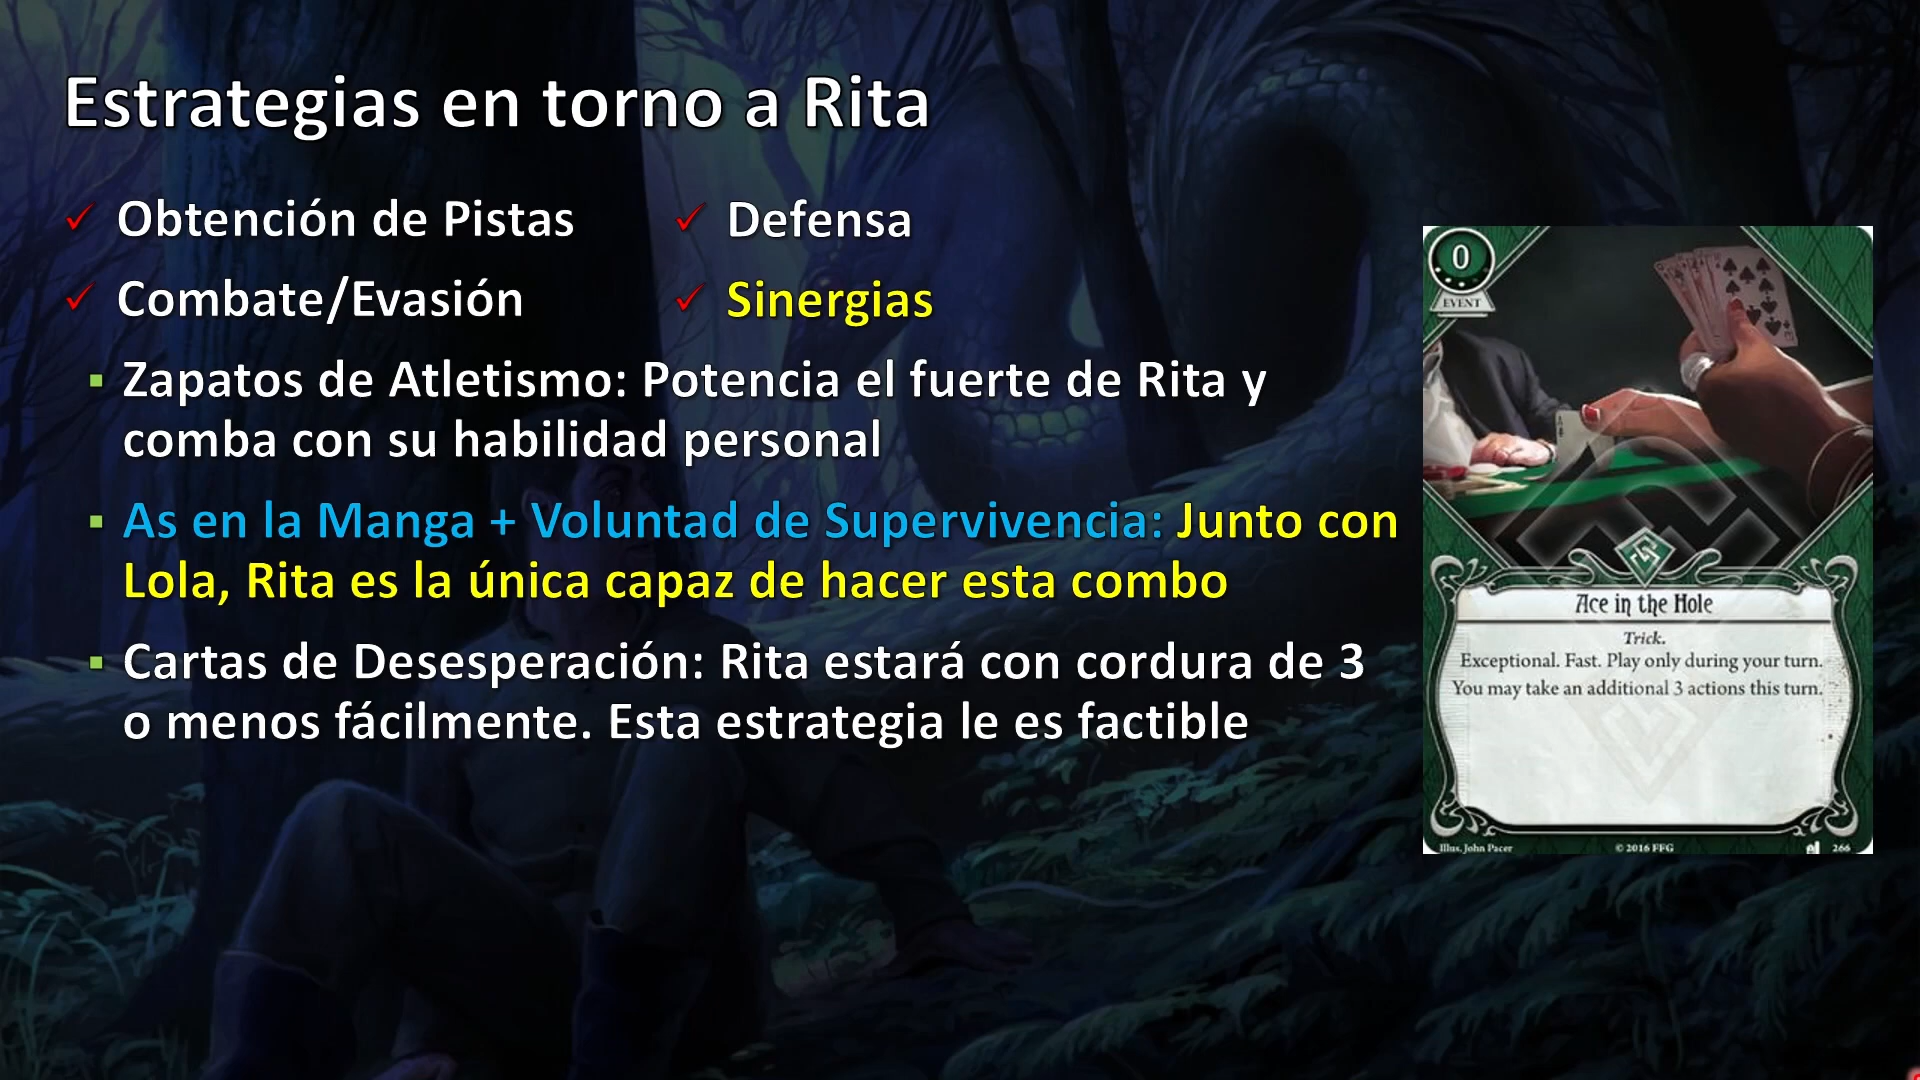 Estrategias en torno a Rita
Obtención de Pistas
Defensa
Combate/Evasión
Sinergias
Zapatos de Atletismo: Potencia el fuerte de Rita y
comba con su habilidad personal
As en la Manga + Voluntad de Supervivencia: Junto con
Lola, Rita es la única capaz de hacer esta combo
Cartas de Desesperación: Rita estará con cordura de 3
o menos fácilmente. Esta estrategia le es factible
0
EVENT
Ace in the Hole
Trick.
Exceptional. Fast. Play only during your turn.
You may take an additional 3 actions this turn.
Illus. John Pacer
© 2016 FFG
266